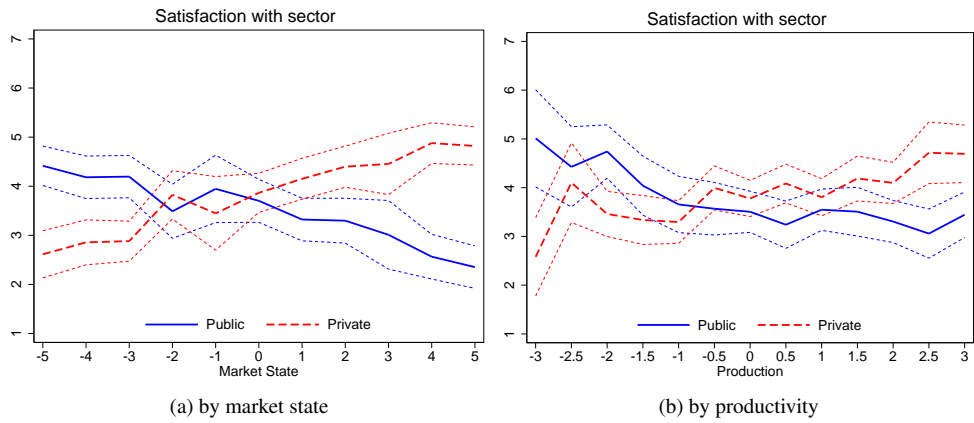 Satisfaction with sector
7
6
5
4
3
2
1
Public
Private
-5 -4 -3 -2 -1 0 1 2 3 4 5
Market State
(a) by market state
Satisfaction with sector
7
6
5
4
3
2
1
Public
Private
-3 -2.5 -2 -1.5 -1 -0.5 0 0.5 1 1.5 2 2.5 3
Production
(b) by productivity